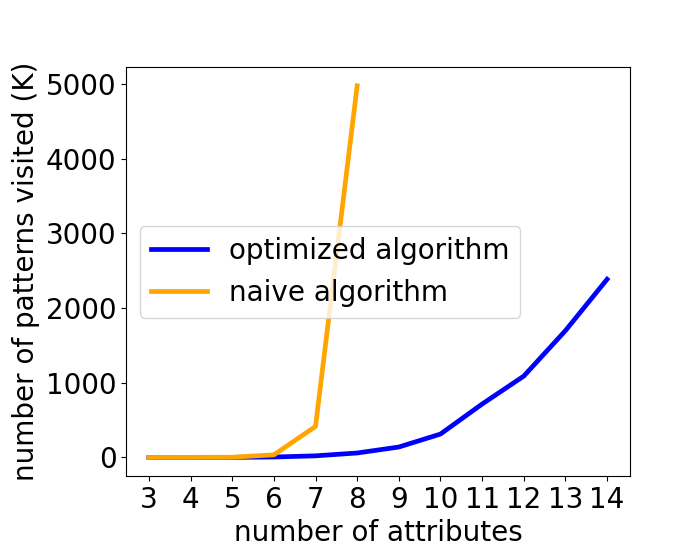 number of patterns visited (K)
5000
4000
3000
2000
1000
0
optimized algorithm
naive algorithm
3 4 5 6 7 8 9 10 11 12 13 14
number of attributes